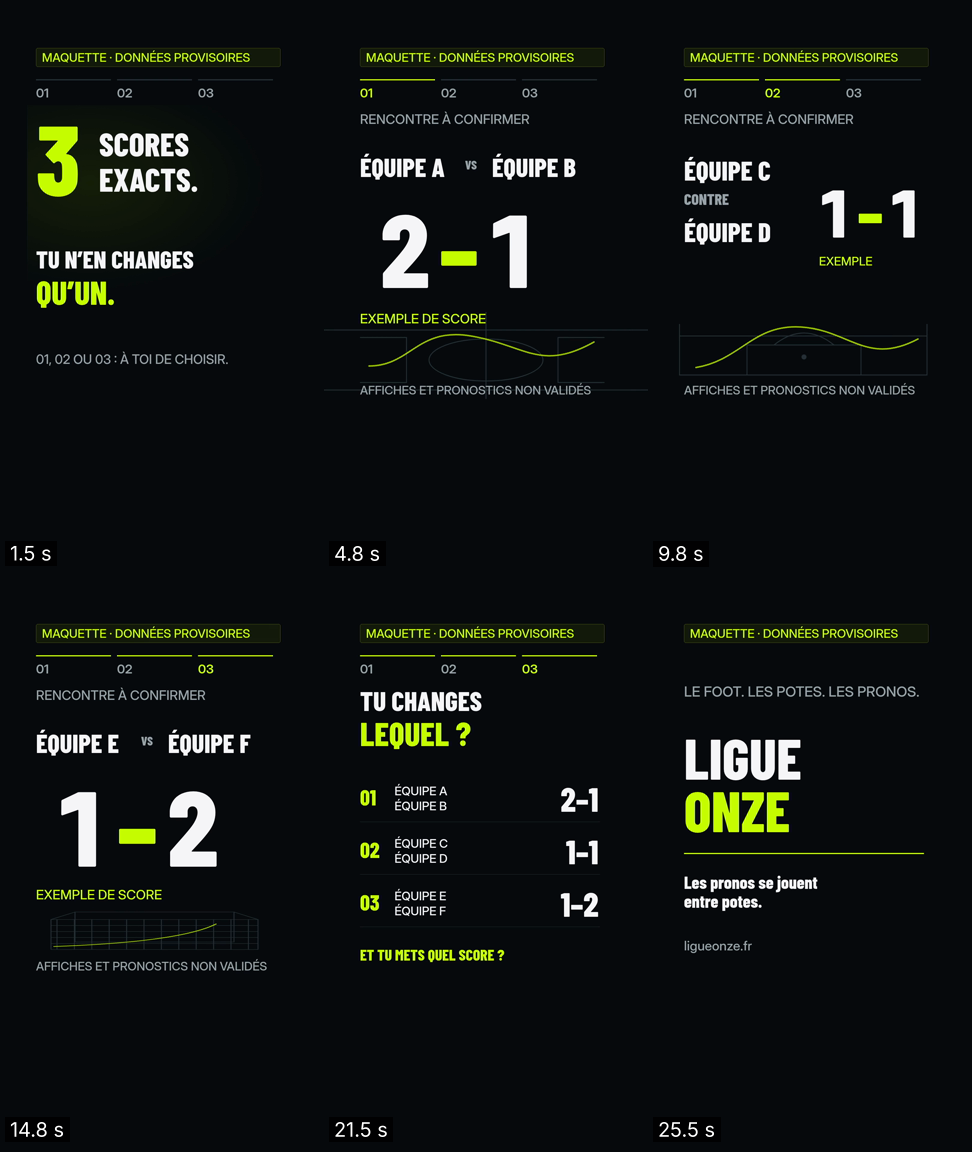 MAQUETTE · DONNÉES PROVISOIRES
01 02 03
3 SCORES
EXACTS.
TU N'EN CHANGES
QU'UN.
01, 02 OU 03 : À TOI DE CHOISIR.
1.5 s
MAQUETTE · DONNÉES PROVISOIRES
01 02 03
RENCONTRE À CONFIRMER
ÉQUIPE A VS ÉQUIPE B
2–1
EXEMPLE DE SCORE
AFFICHES ET PRONOSTICS NON VALIDÉS
4.8 s
MAQUETTE · DONNÉES PROVISOIRES
01 02 03
RENCONTRE À CONFIRMER
ÉQUIPE C
CONTRE
ÉQUIPE D
1–1
EXEMPLE
AFFICHES ET PRONOSTICS NON VALIDÉS
9.8 s
MAQUETTE · DONNÉES PROVISOIRES
01 02 03
RENCONTRE À CONFIRMER
ÉQUIPE E VS ÉQUIPE F
1–2
EXEMPLE DE SCORE
AFFICHES ET PRONOSTICS NON VALIDÉS
14.8 s
MAQUETTE · DONNÉES PROVISOIRES
01 02 03
TU CHANGES
LEQUEL ?
01 ÉQUIPE A
ÉQUIPE B
2–1
02 ÉQUIPE C
ÉQUIPE D
1–1
03 ÉQUIPE E
ÉQUIPE F
1–2
ET TU METS QUEL SCORE ?
21.5 s
MAQUETTE · DONNÉES PROVISOIRES
LE FOOT. LES POTES. LES PRONOS.
LIGUE
ONZE
Les pronos se jouent
entre potes.
ligueonze.fr
25.5 s